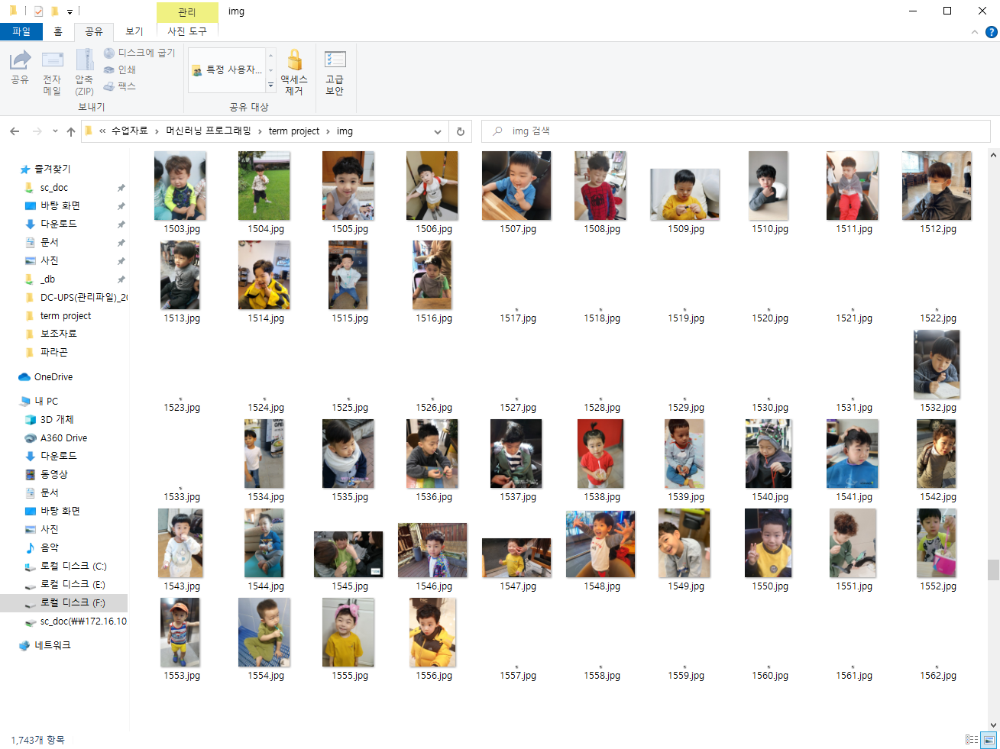 관리
img
파일
홈
공유
보기
사진 도구
공유
전자
메일
압축
(ZIP)
디스크에 굽기
인쇄
팩스
보내기
특정 사용자...
공유 대상
액세스
제거
고급
보안
« 수업자료 › 머신러닝 프로그래밍 › term project › img
img 검색
즐겨찾기
sc_doc
바탕 화면
다운로드
문서
사진
_db
DC-UPS(관리파일)_20
term project
보조자료
파라곤
OneDrive
내 PC
3D 개체
A360 Drive
다운로드
동영상
문서
바탕 화면
사진
음악
로컬 디스크 (C:)
로컬 디스크 (E:)
로컬 디스크 (F:)
sc_doc(₩₩172.16.10
네트워크
1503.jpg 1504.jpg 1505.jpg 1506.jpg 1507.jpg 1508.jpg 1509.jpg 1510.jpg 1511.jpg 1512.jpg
1513.jpg 1514.jpg 1515.jpg 1516.jpg 1517.jpg 1518.jpg 1519.jpg 1520.jpg 1521.jpg 1522.jpg
1523.jpg 1524.jpg 1525.jpg 1526.jpg 1527.jpg 1528.jpg 1529.jpg 1530.jpg 1531.jpg 1532.jpg
1533.jpg 1534.jpg 1535.jpg 1536.jpg 1537.jpg 1538.jpg 1539.jpg 1540.jpg 1541.jpg 1542.jpg
1543.jpg 1544.jpg 1545.jpg 1546.jpg 1547.jpg 1548.jpg 1549.jpg 1550.jpg 1551.jpg 1552.jpg
1553.jpg 1554.jpg 1555.jpg 1556.jpg 1557.jpg 1558.jpg 1559.jpg 1560.jpg 1561.jpg 1562.jpg
1,743개 항목